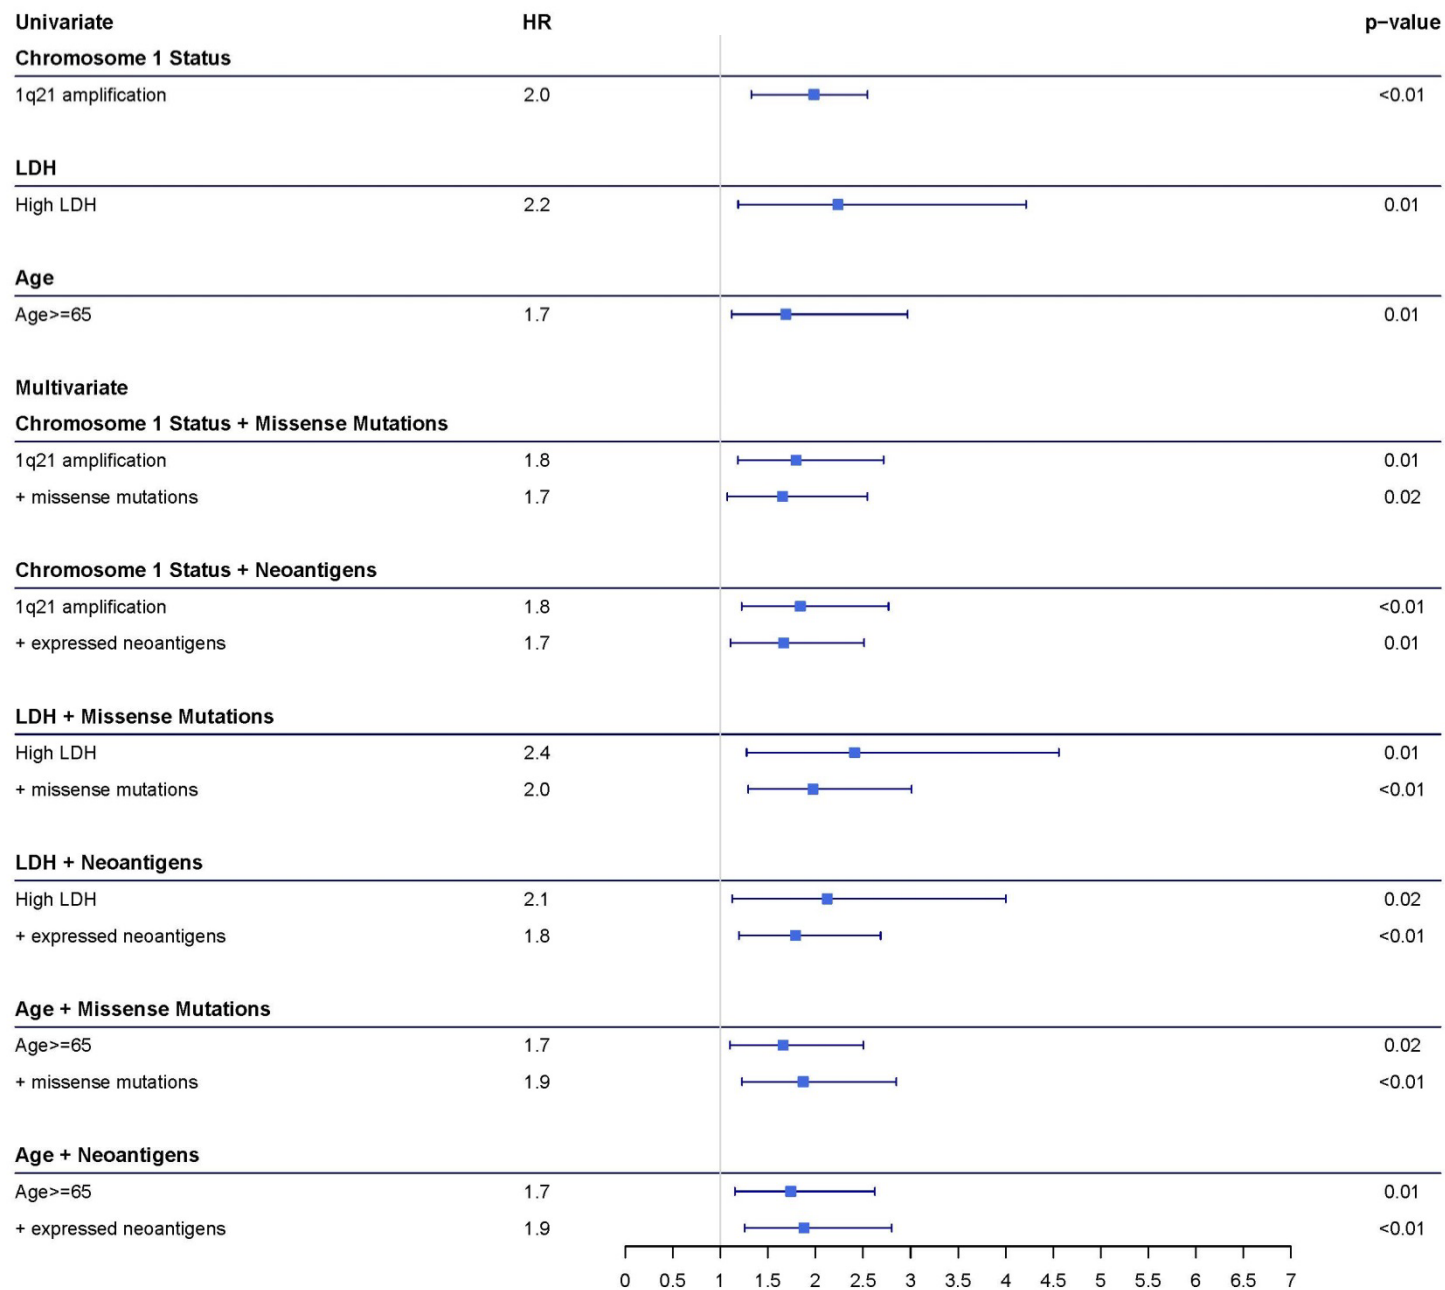 Univariate HR p−value
Chromosome 1 Status
1q21 amplification 2.0 <0.01
LDH
High LDH 2.2 0.01
Age
Age>=65 1.7 0.01
Multivariate
Chromosome 1 Status + Missense Mutations
1q21 amplification 1.8 0.01
+ missense mutations 1.7 0.02
Chromosome 1 Status + Neoantigens
1q21 amplification 1.8 <0.01
+ expressed neoantigens 1.7 0.01
LDH + Missense Mutations
High LDH 2.4 0.01
+ missense mutations 2.0 <0.01
LDH + Neoantigens
High LDH 2.1 0.02
+ expressed neoantigens 1.8 <0.01
Age + Missense Mutations
Age>=65 1.7 0.02
+ missense mutations 1.9 <0.01
Age + Neoantigens
Age>=65 1.7 0.01
+ expressed neoantigens 1.9 <0.01
0 0.5 1 1.5 2 2.5 3 3.5 4 4.5 5 5.5 6 6.5 7